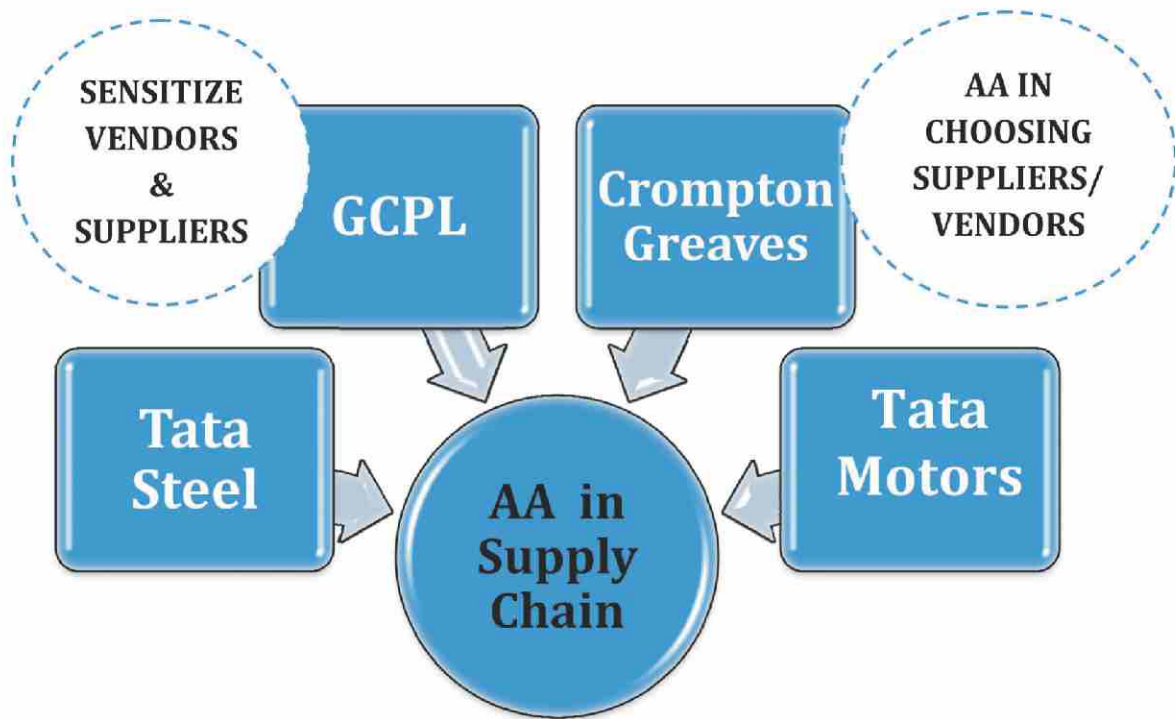 SENSITIZE
VENDORS
&
SUPPLIERS
GCPL
Crompton
Greaves
AA IN
CHOOSING
SUPPLIERS/
VENDORS
Tata
Steel
AA in
Supply
Chain
Tata
Motors